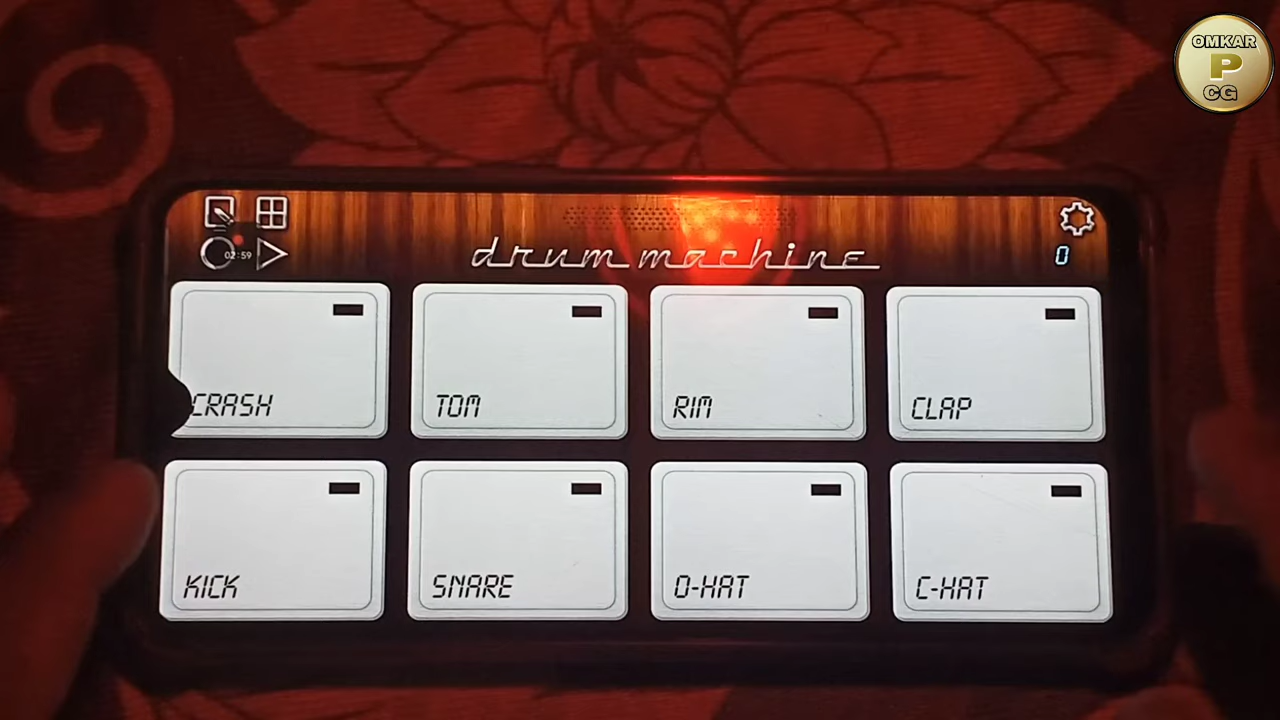 OMKAR
P
CG
02:59
drum machine
0
CRASH
TOM
RIM
CLAP
KICK
SNARE
O-HAT
C-HAT